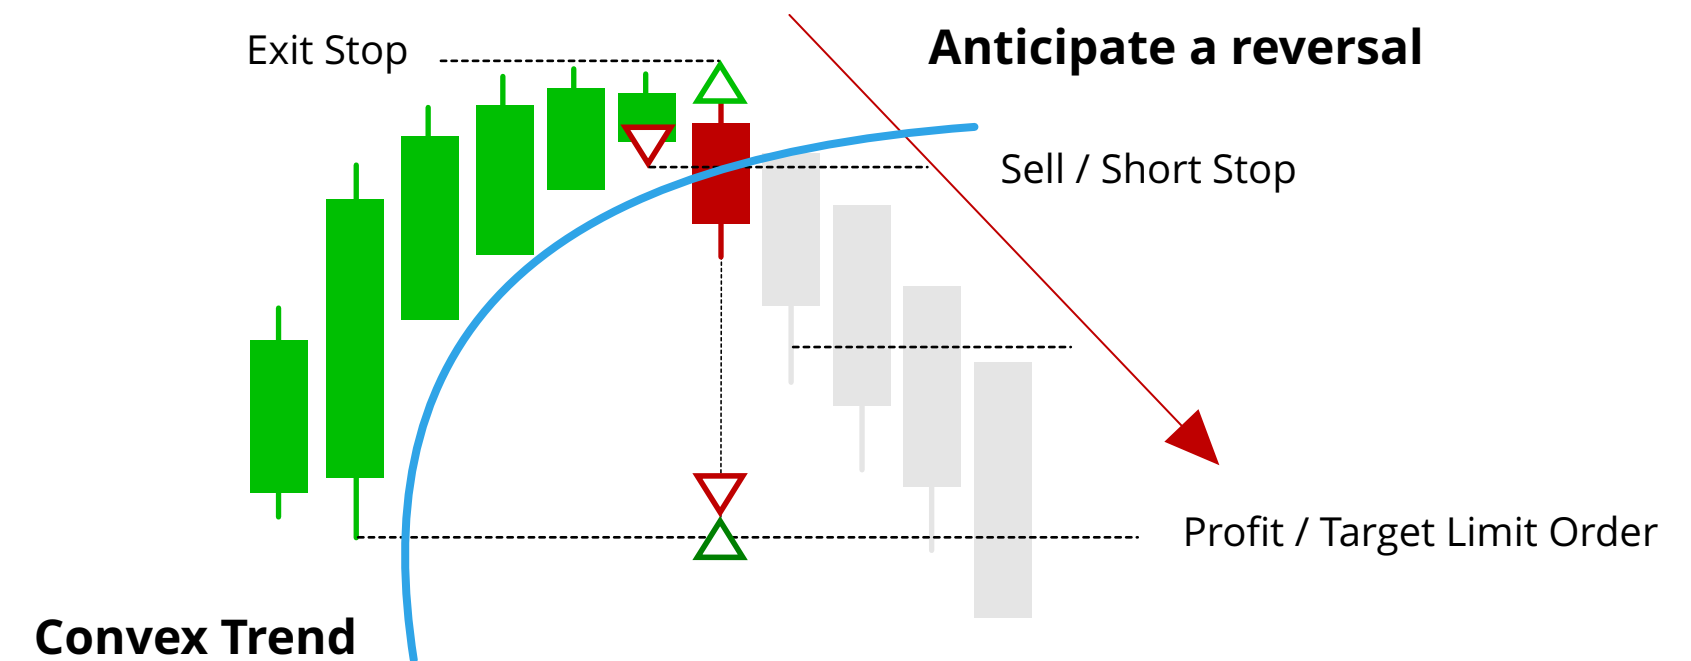 Exit Stop
Anticipate a reversal
Sell / Short Stop
Profit / Target Limit Order
Convex Trend